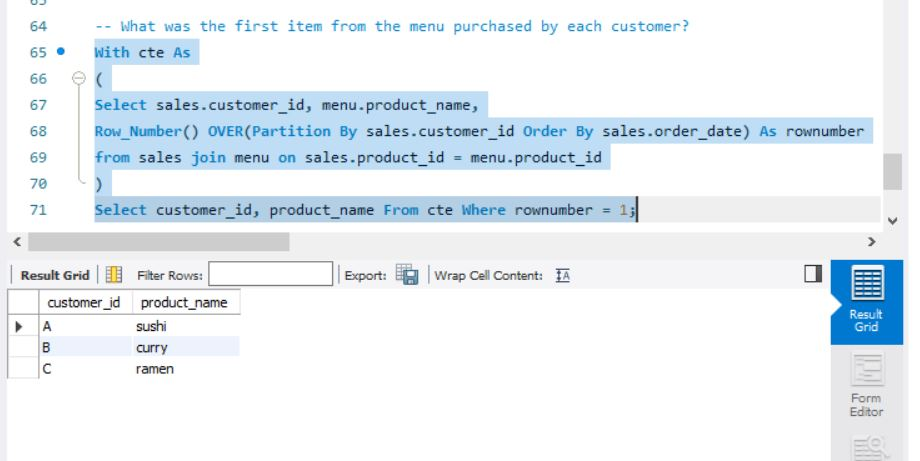 63
64 -- What was the first item from the menu purchased by each customer?
65 With cte As
66 (
67 Select sales.customer_id, menu.product_name,
68 Row_Number() OVER(Partition By sales.customer_id Order By sales.order_date) As rownumber
69 from sales join menu on sales.product_id = menu.product_id
70 )
71 Select customer_id, product_name From cte Where rownumber = 1;
Result Grid Filter Rows: Export: Wrap Cell Content: IA
customer_id product_name
A sushi
B curry
C ramen
Result
Grid
Form
Editor